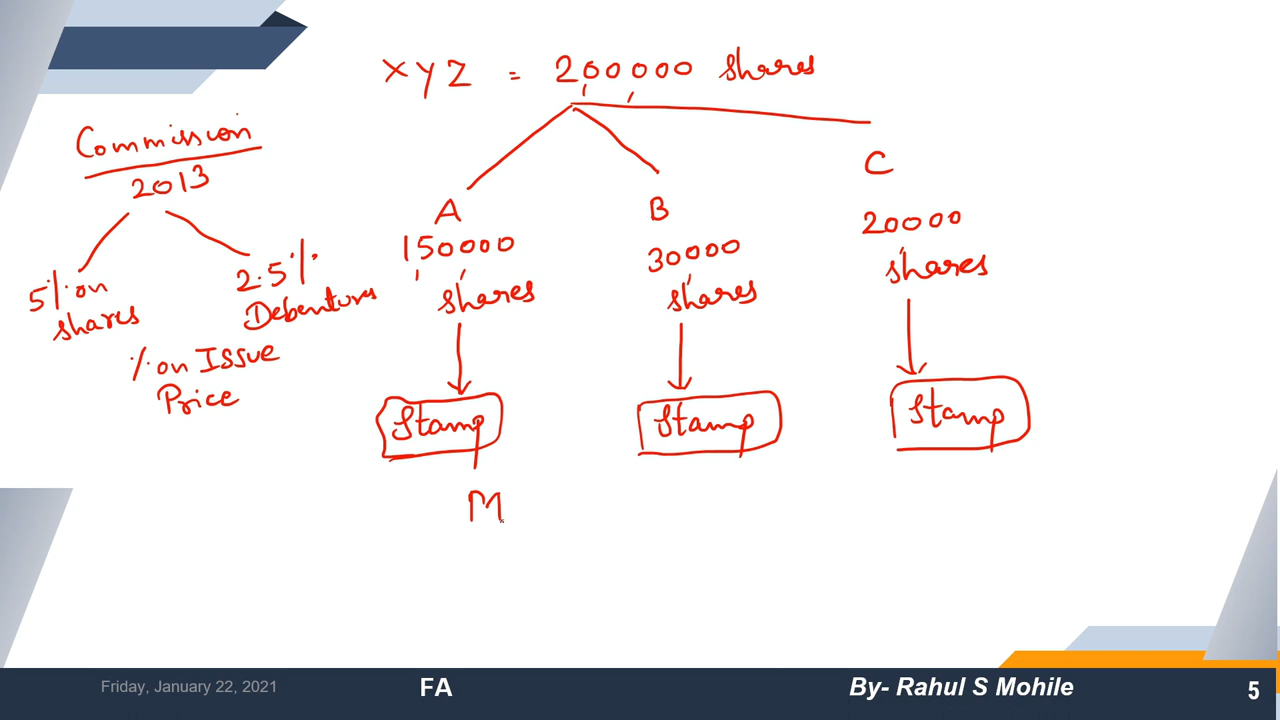 XYZ = 200000 shares
Commission
2013
5% on
shares
2.5%
Debentures
% on Issue
Price
A
150000
shares
Stamp
M
B
30000
shares
Stamp
C
20000
shares
Stamp
Friday, January 22, 2021
FA
By- Rahul S Mohile
5